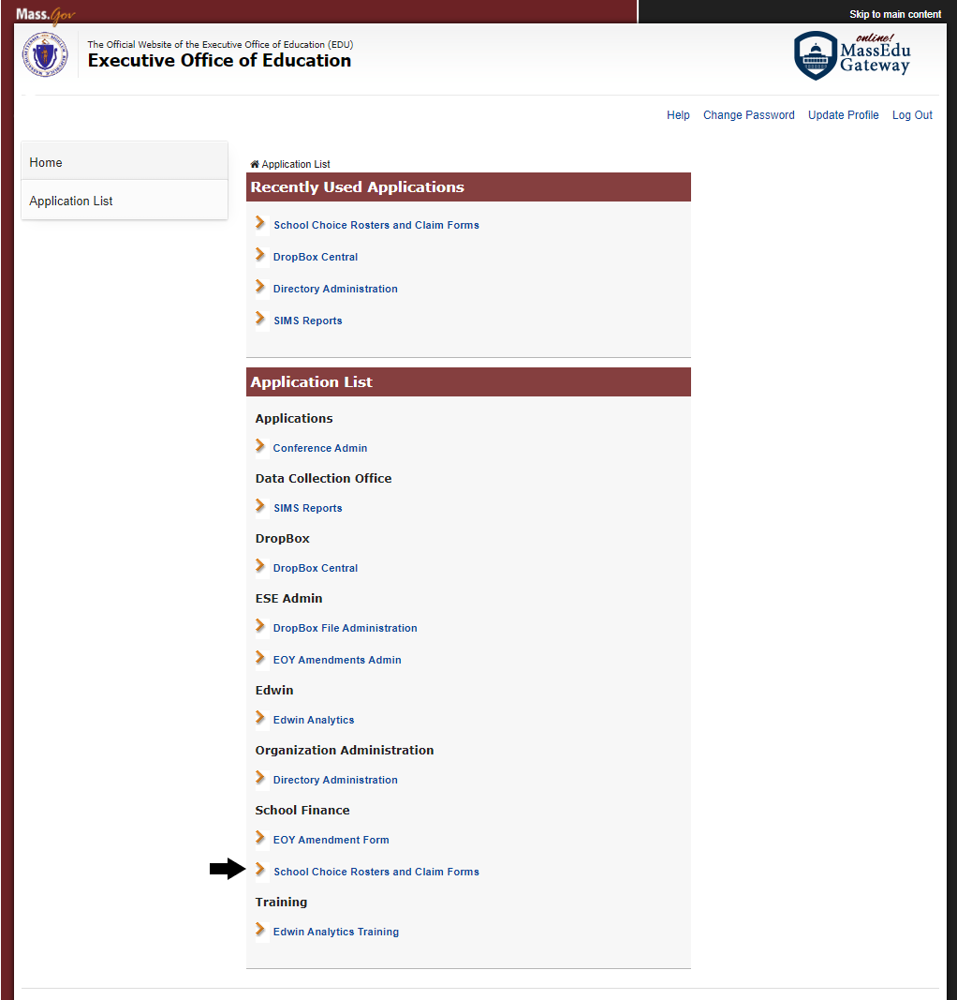 Mass.Gov
Skip to main content
The Official Website of the Executive Office of Education (EDU)
Executive Office of Education
online!
MassEdu
Gateway
Help Change Password Update Profile Log Out
Home
Application List
Application List
Recently Used Applications
School Choice Rosters and Claim Forms
DropBox Central
Directory Administration
SIMS Reports
Application List
Applications
Conference Admin
Data Collection Office
SIMS Reports
DropBox
DropBox Central
ESE Admin
DropBox File Administration
EOY Amendments Admin
Edwin
Edwin Analytics
Organization Administration
Directory Administration
School Finance
EOY Amendment Form
School Choice Rosters and Claim Forms
Training
Edwin Analytics Training